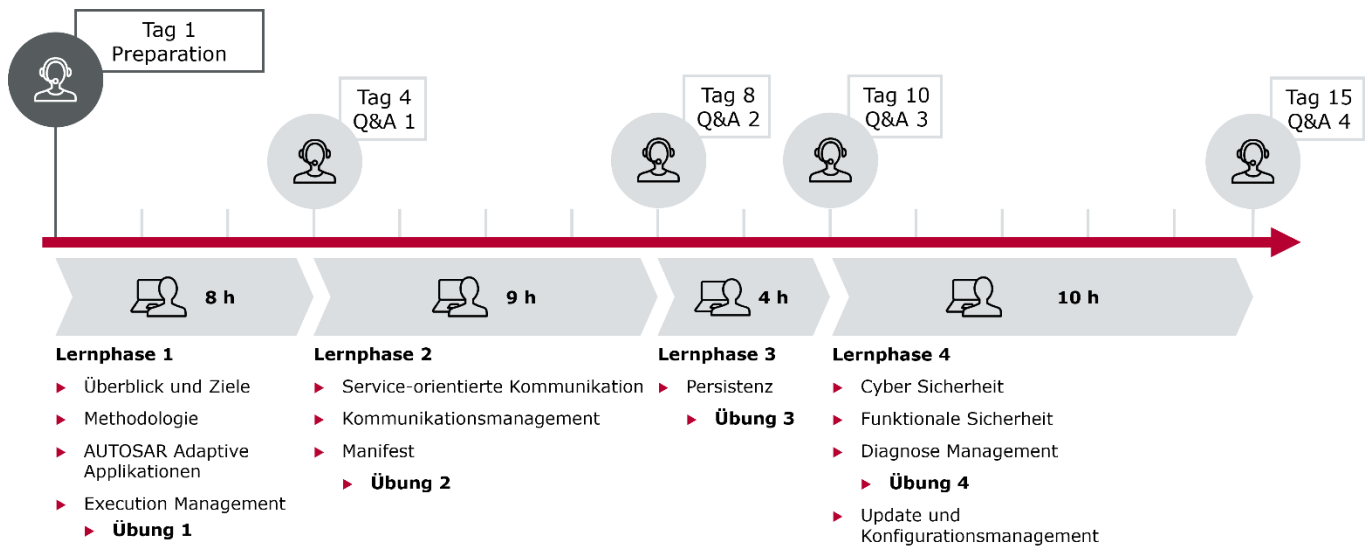 Tag 1
Preparation
Tag 4
Q&A 1
Tag 8
Q&A 2
Tag 10
Q&A 3
Tag 15
Q&A 4
8 h
9 h
4 h
10 h
Lernphase 1
Überblick und Ziele
Methodologie
AUTOSAR Adaptive
Applikationen
Execution Management
Übung 1
Lernphase 2
Service-orientierte Kommunikation
Kommunikationsmanagement
Manifest
Übung 2
Lernphase 3
Persistenz
Übung 3
Lernphase 4
Cyber Sicherheit
Funktionale Sicherheit
Diagnose Management
Übung 4
Update und
Konfigurationsmanagement